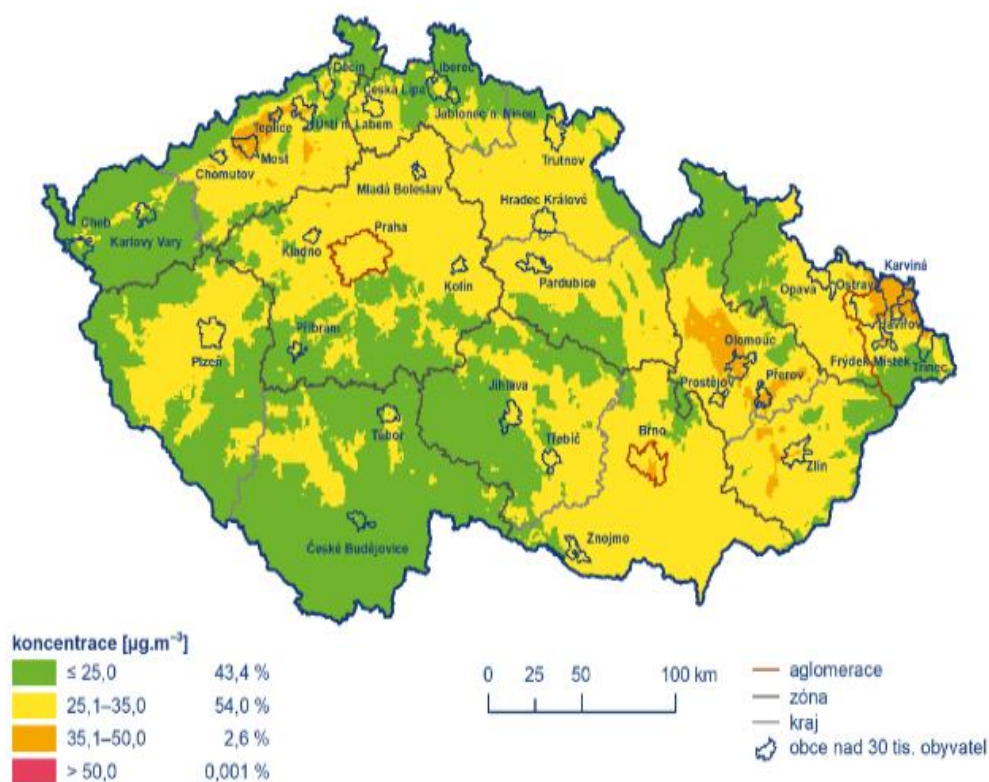 Děčín
Liberec
Česká Lípa
Jablonec n. Nisou
Teplice
Ústí n. Labem
Most
Chomutov
Trutnov
Mladá Boleslav
Hradec Králové
Cheb
Karlovy Vary
Praha
Kladno
Kolín
Pardubice
Karviná
Opava
Ostrava
Havířov
Příbram
Plzeň
Olomouc
Frýdek Místek
Třinec
Přerov
Prostějov
Jihlava
Tábor
Třebíč
Brno
Zlín
České Budějovice
Znojmo
koncentrace [µg.m⁻³]
≤ 25,0 43,4 %
25,1–35,0 54,0 %
35,1–50,0 2,6 %
> 50,0 0,001 %
0 25 50 100 km
aglomerace
zóna
kraj
obce nad 30 tis. obyvatel